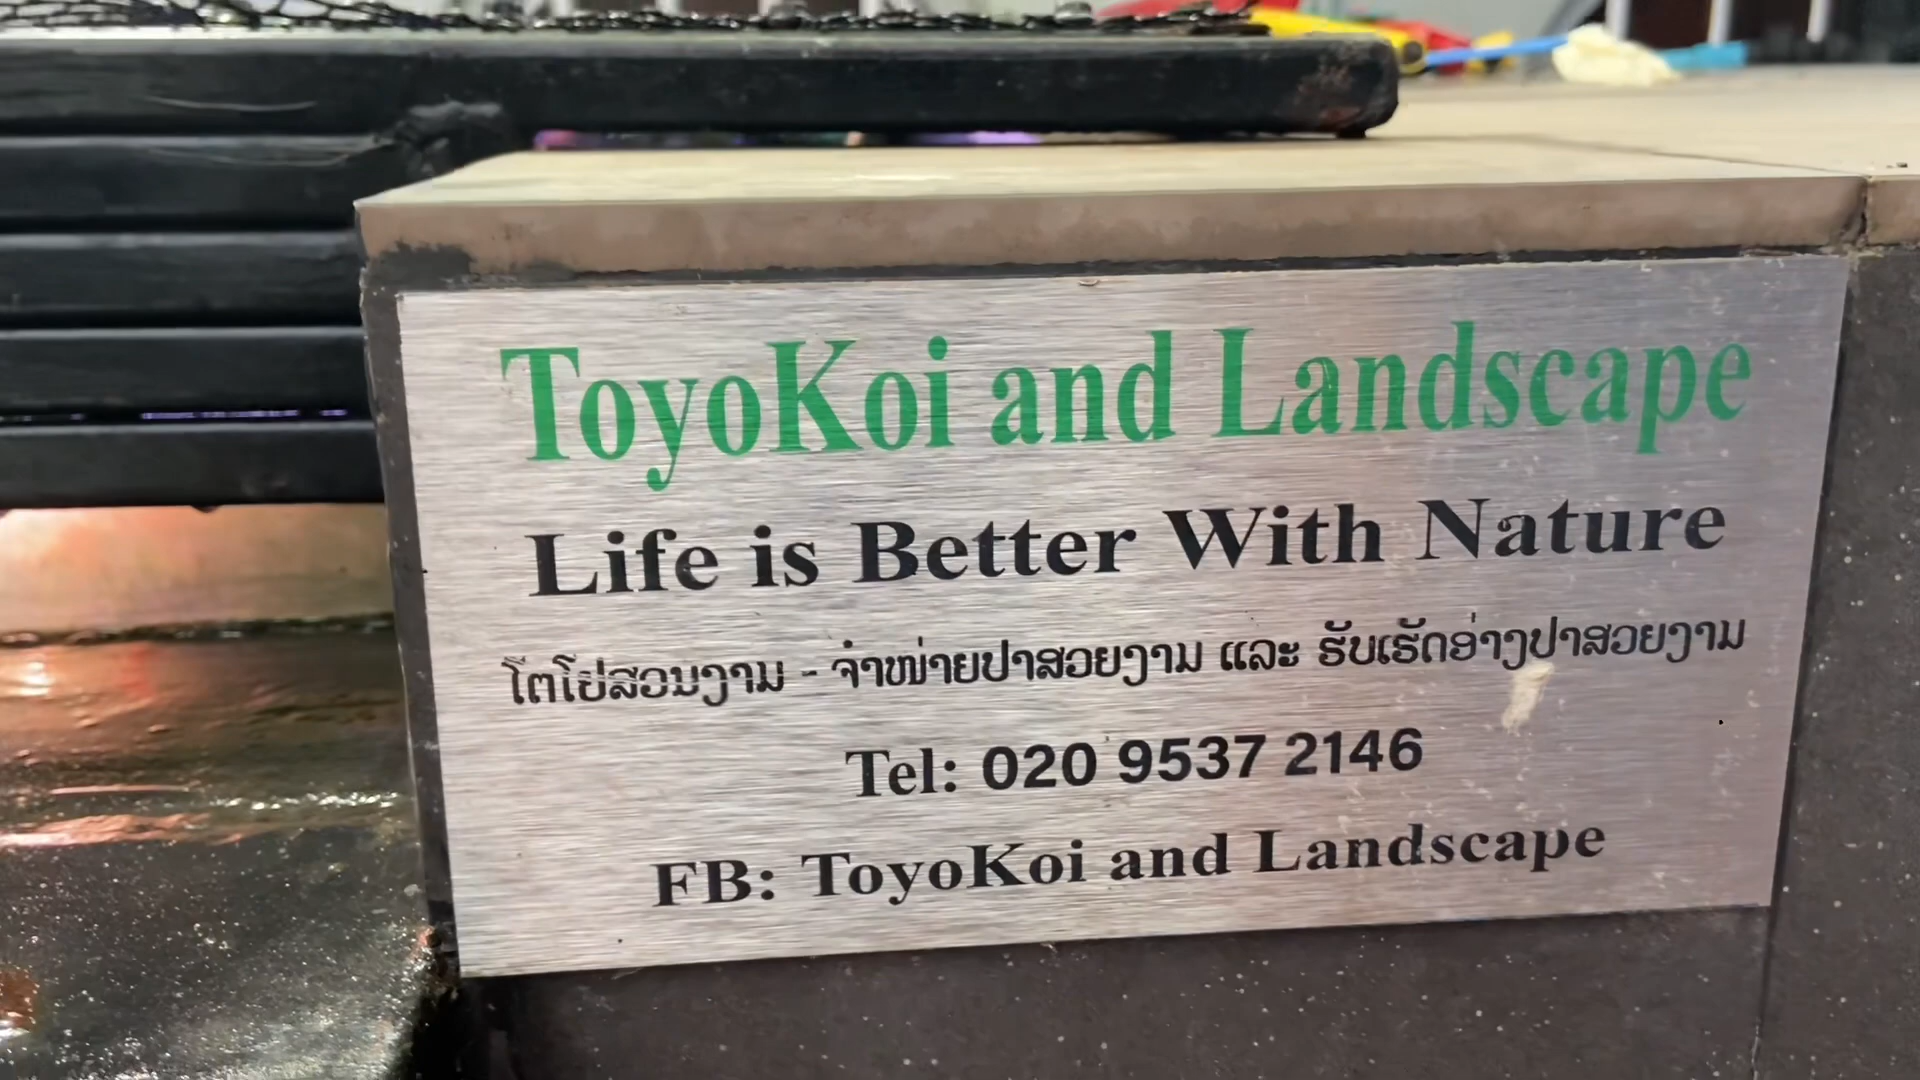 ToyoKoi and Landscape
Life is Better With Nature
ໂຕໂຢສວນງາມ - ຈຳໜ່າຍປາສວຍງາມ ແລະ ຮັບເຮັດອ່າງປາສວຍງາມ
Tel: 020 9537 2146
FB: ToyoKoi and Landscape